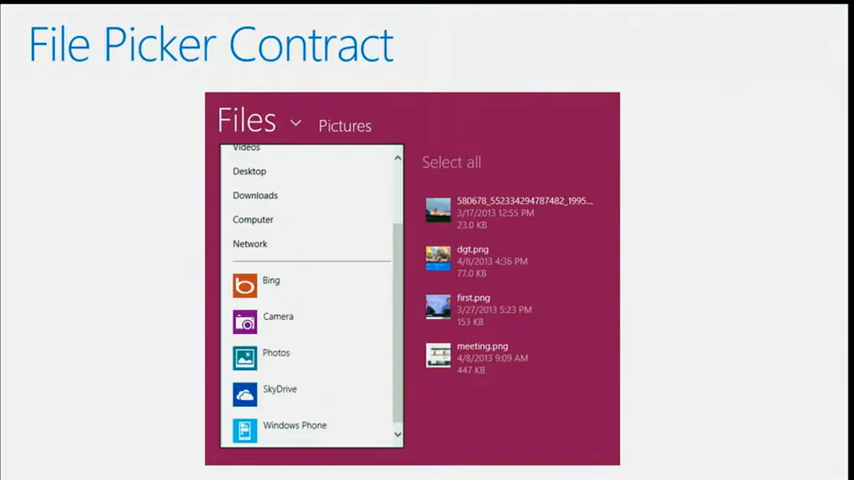 File Picker Contract
Files
Pictures
Videos
Desktop
Downloads
Computer
Network
Bing
Camera
Photos
SkyDrive
Windows Phone
Select all
580678_552334294787482_1995...
3/17/2013 12:55 PM
23.0 KB
dgt.png
4/8/2013 4:36 PM
77.0 KB
first.png
3/27/2013 5:23 PM
153 KB
meeting.png
4/8/2013 9:09 AM
447 KB